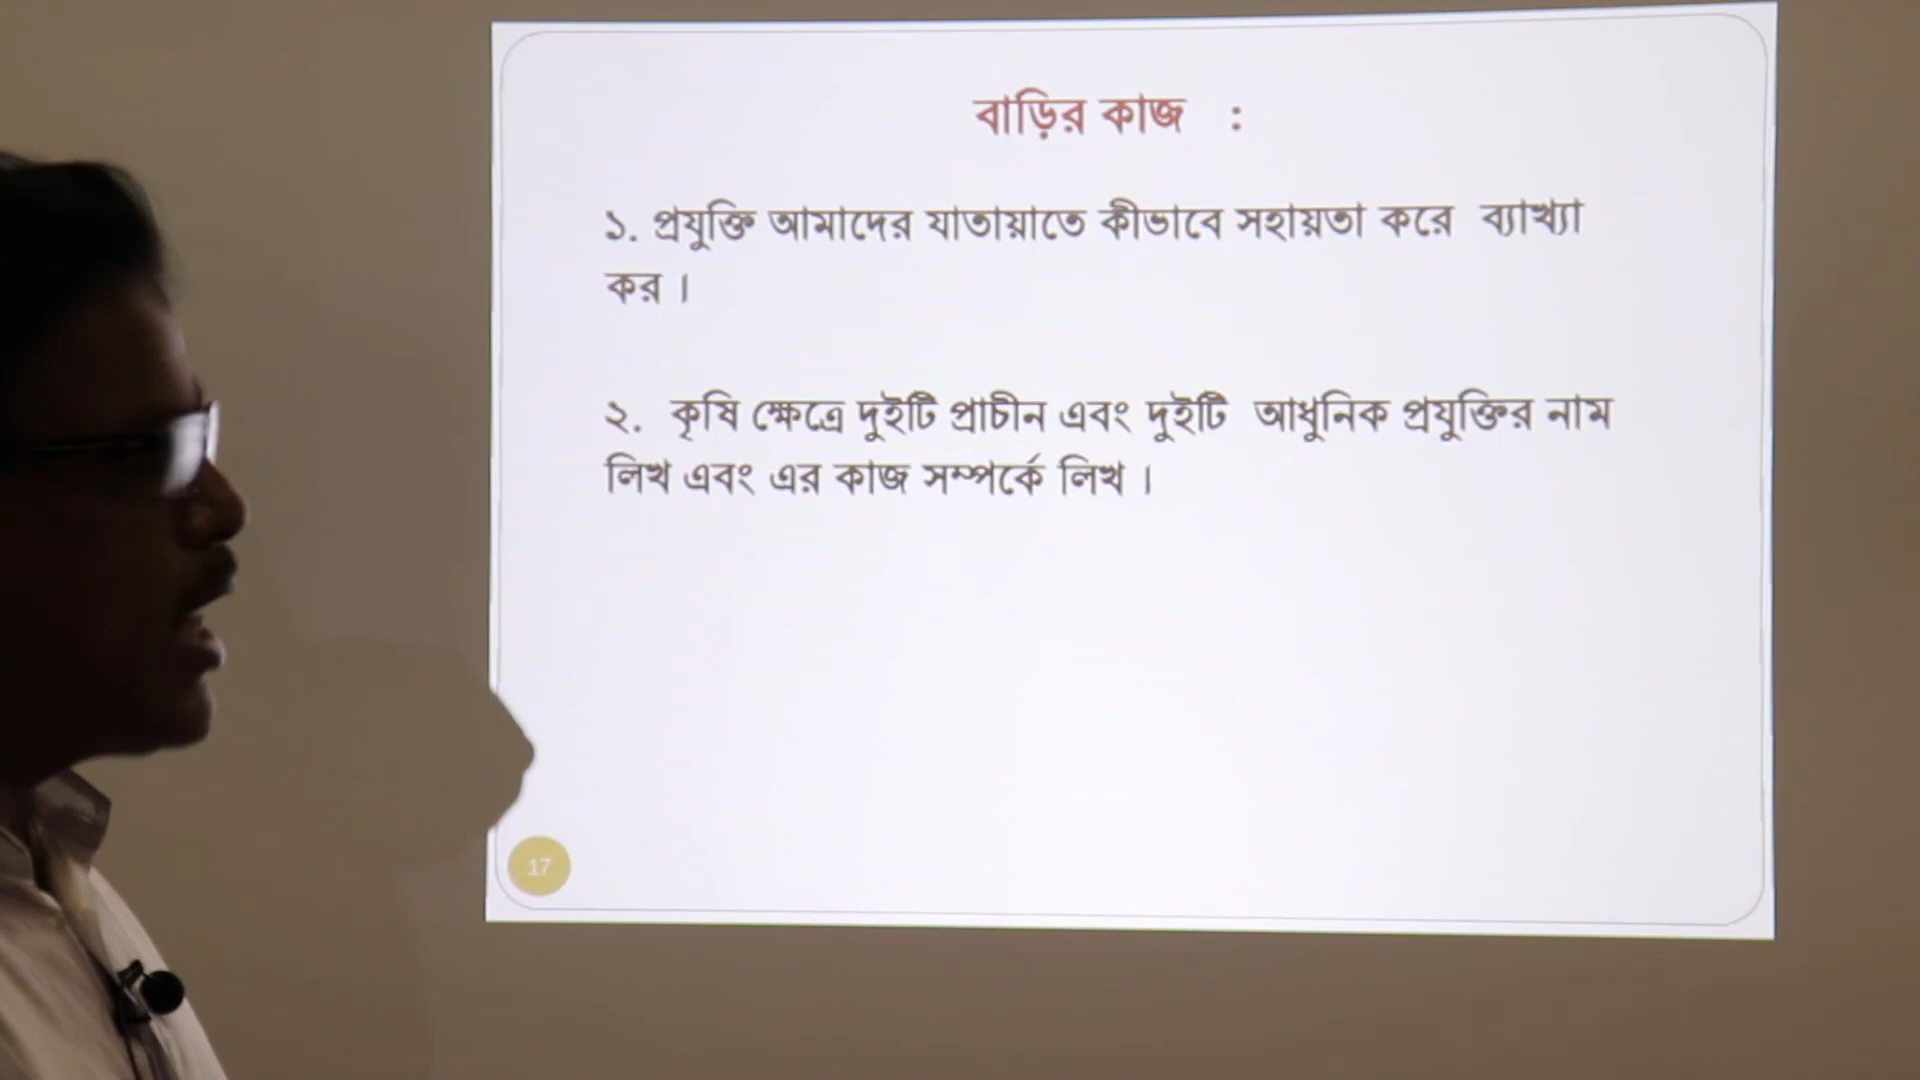 বাড়ির কাজ :
১. প্রযুক্তি আমাদের যাতায়াতে কীভাবে সহায়তা করে ব্যাখ্যা
কর ।
২. কৃষি ক্ষেত্রে দুইটি প্রাচীন এবং দুইটি আধুনিক প্রযুক্তির নাম
লিখ এবং এর কাজ সম্পর্কে লিখ ।
17